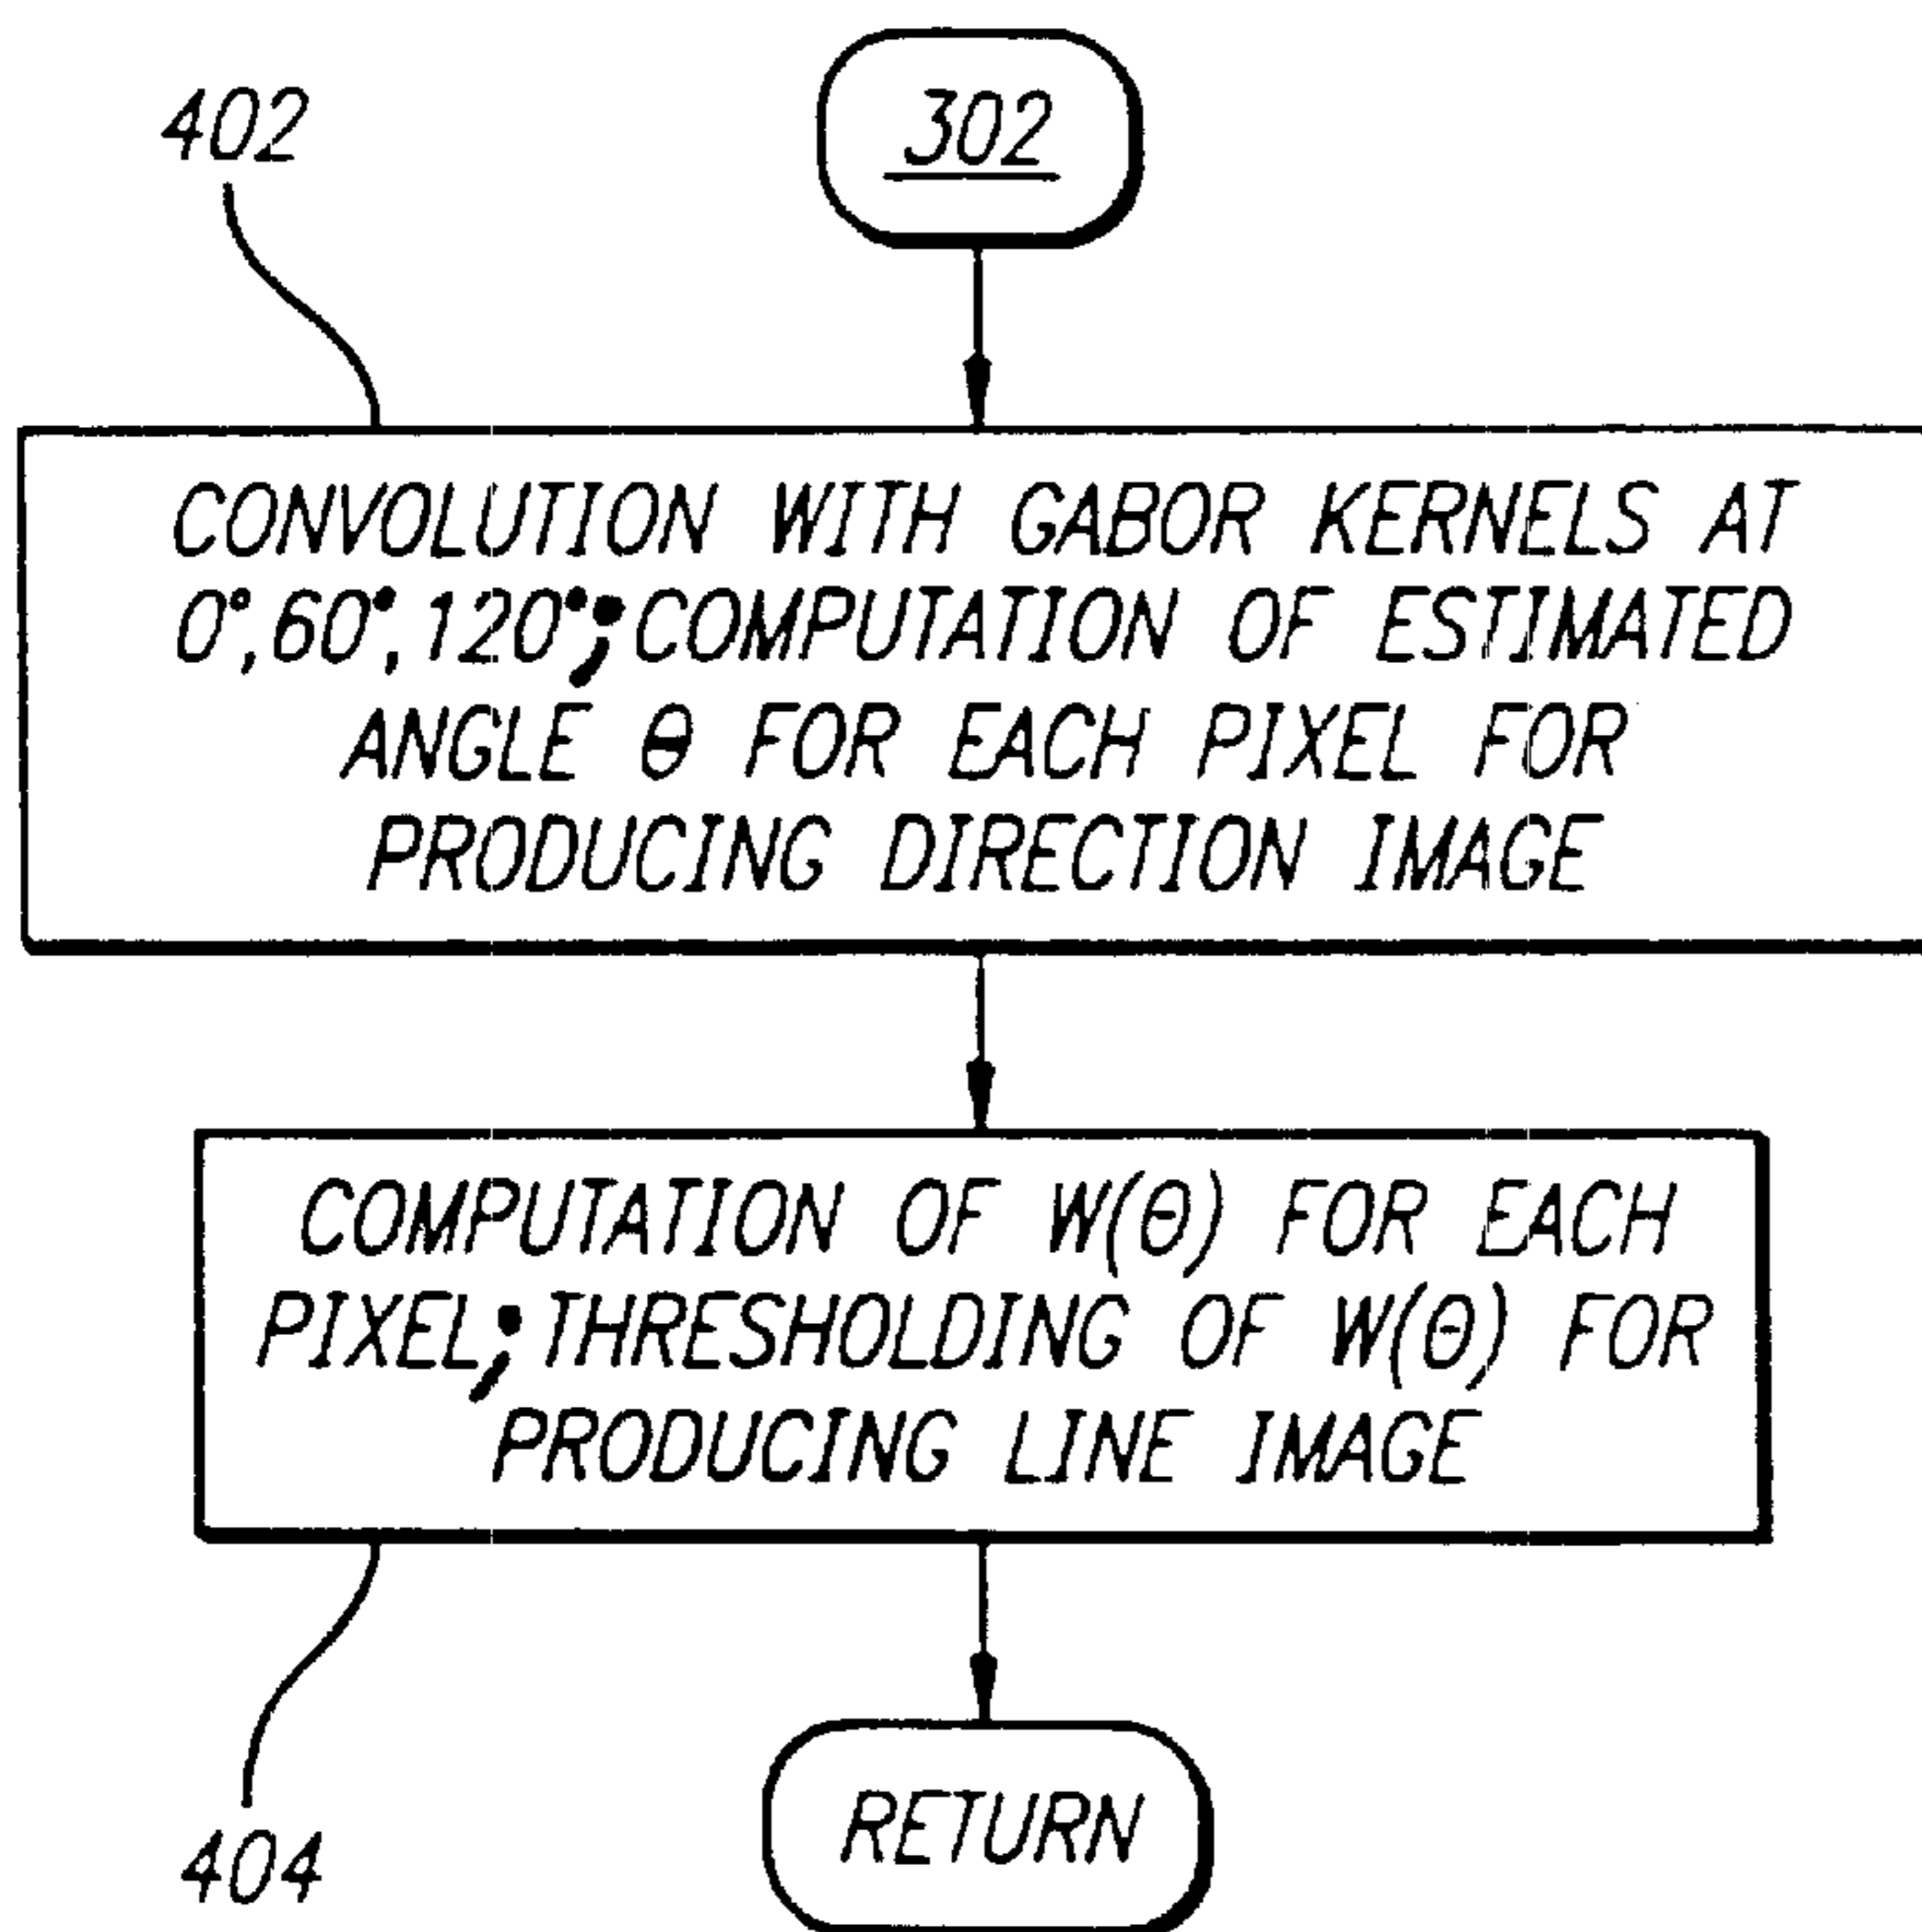 302
402
CONVOLUTION WITH GABOR KERNELS AT
0°,60°,120°;COMPUTATION OF ESTIMATED
ANGLE θ FOR EACH PIXEL FOR
PRODUCING DIRECTION IMAGE
COMPUTATION OF W(θ) FOR EACH
PIXEL;THRESHOLDING OF W(θ) FOR
PRODUCING LINE IMAGE
404
RETURN